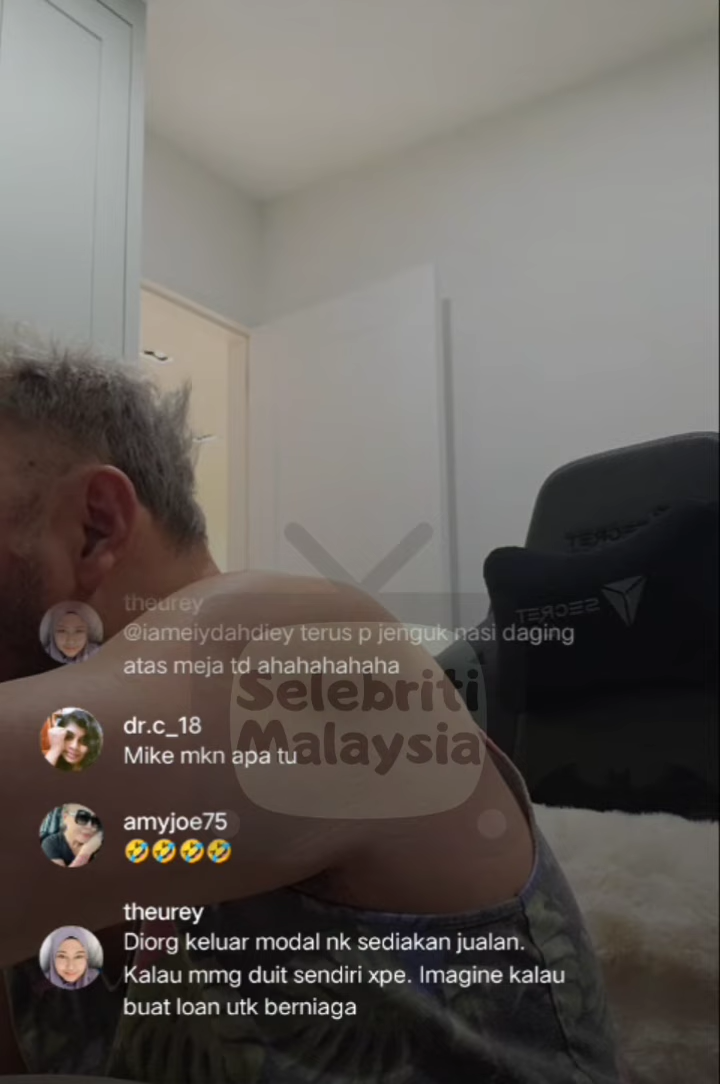 theurey
@iameiydahdiey terus p jenguk nasi daging
atas meja td ahahahahaha
dr.c_18
Mike mkn apa tu
amyjoe75
🤣🤣🤣🤣
theurey
Diorg keluar modal nk sediakan jualan.
Kalau mmg duit sendiri xpe. Imagine kalau
buat loan utk berniaga
Selebriti
Malaysia
SECRET